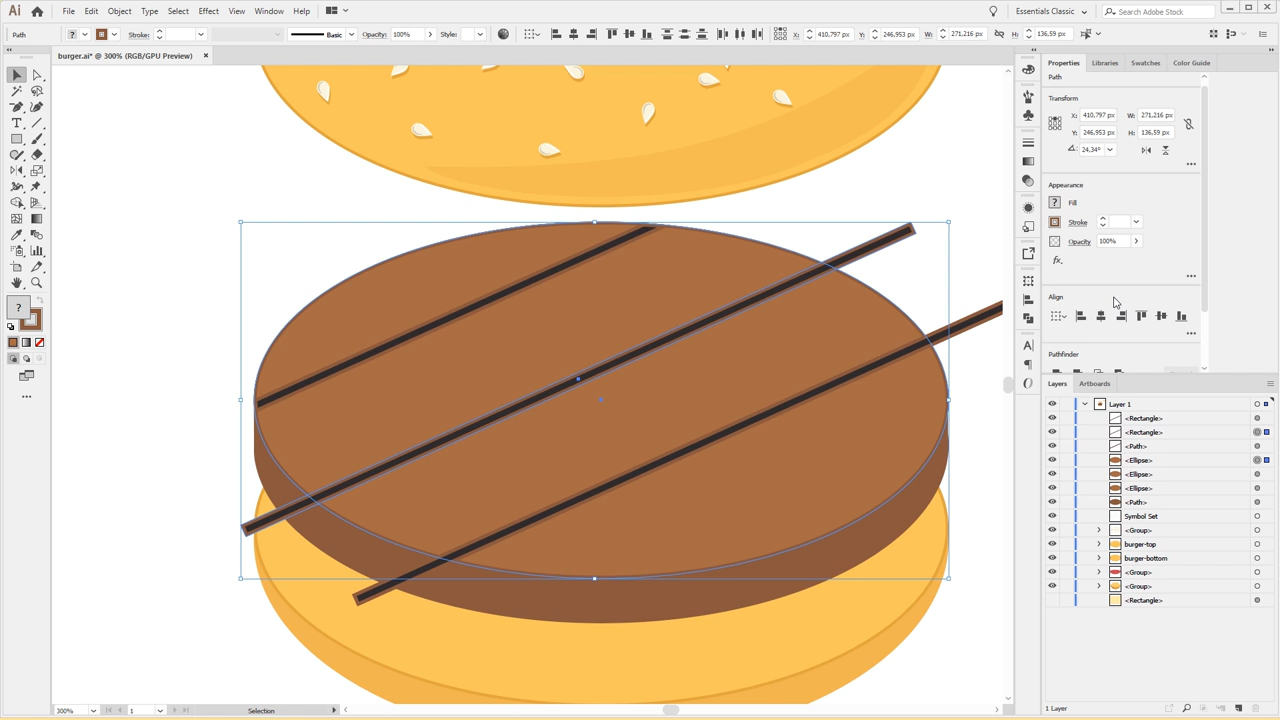 Ai File Edit Object Type Select Effect View Window Help Essentials Classic Search Adobe Stock
Path ? Stroke: Basic Opacity: 100% Style: X: 410,797 px Y: 246,953 px W: 271,216 px H: 136,59 px
burger.ai* @ 300% (RGB/GPU Preview) ×
Properties Libraries Swatches Color Guide
Path
Transform
X: 410,797 px W: 271,216 px
Y: 246,953 px H: 136,59 px
24,34°
Appearance
? Fill
Stroke
Opacity 100%
fx.
Align
Pathfinder
?
Layers Artboards
Layer 1
<Rectangle>
<Rectangle>
<Path>
<Ellipse>
<Ellipse>
<Ellipse>
<Path>
Symbol Set
<Group>
burger-top
burger-bottom
<Group>
<Group>
<Rectangle>
1 Layer
300% 1 Selection